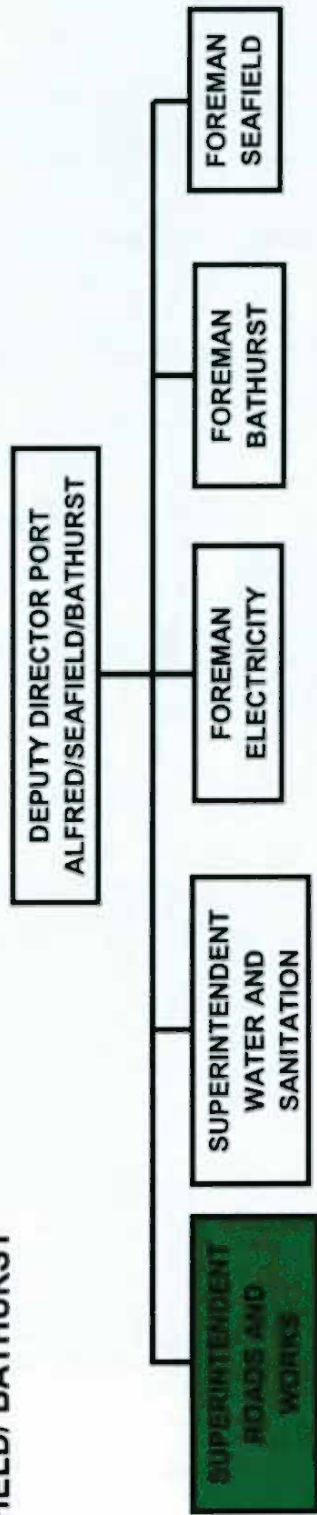 FIELD/ BATHURST
DEPUTY DIRECTOR PORT
ALFRED/SEAFIELD/BATHURST
SUPERINTENDENT
ROADS AND
WORKS
SUPERINTENDENT
WATER AND
SANITATION
FOREMAN
ELECTRICITY
FOREMAN
BATHURST
FOREMAN
SEAFIELD